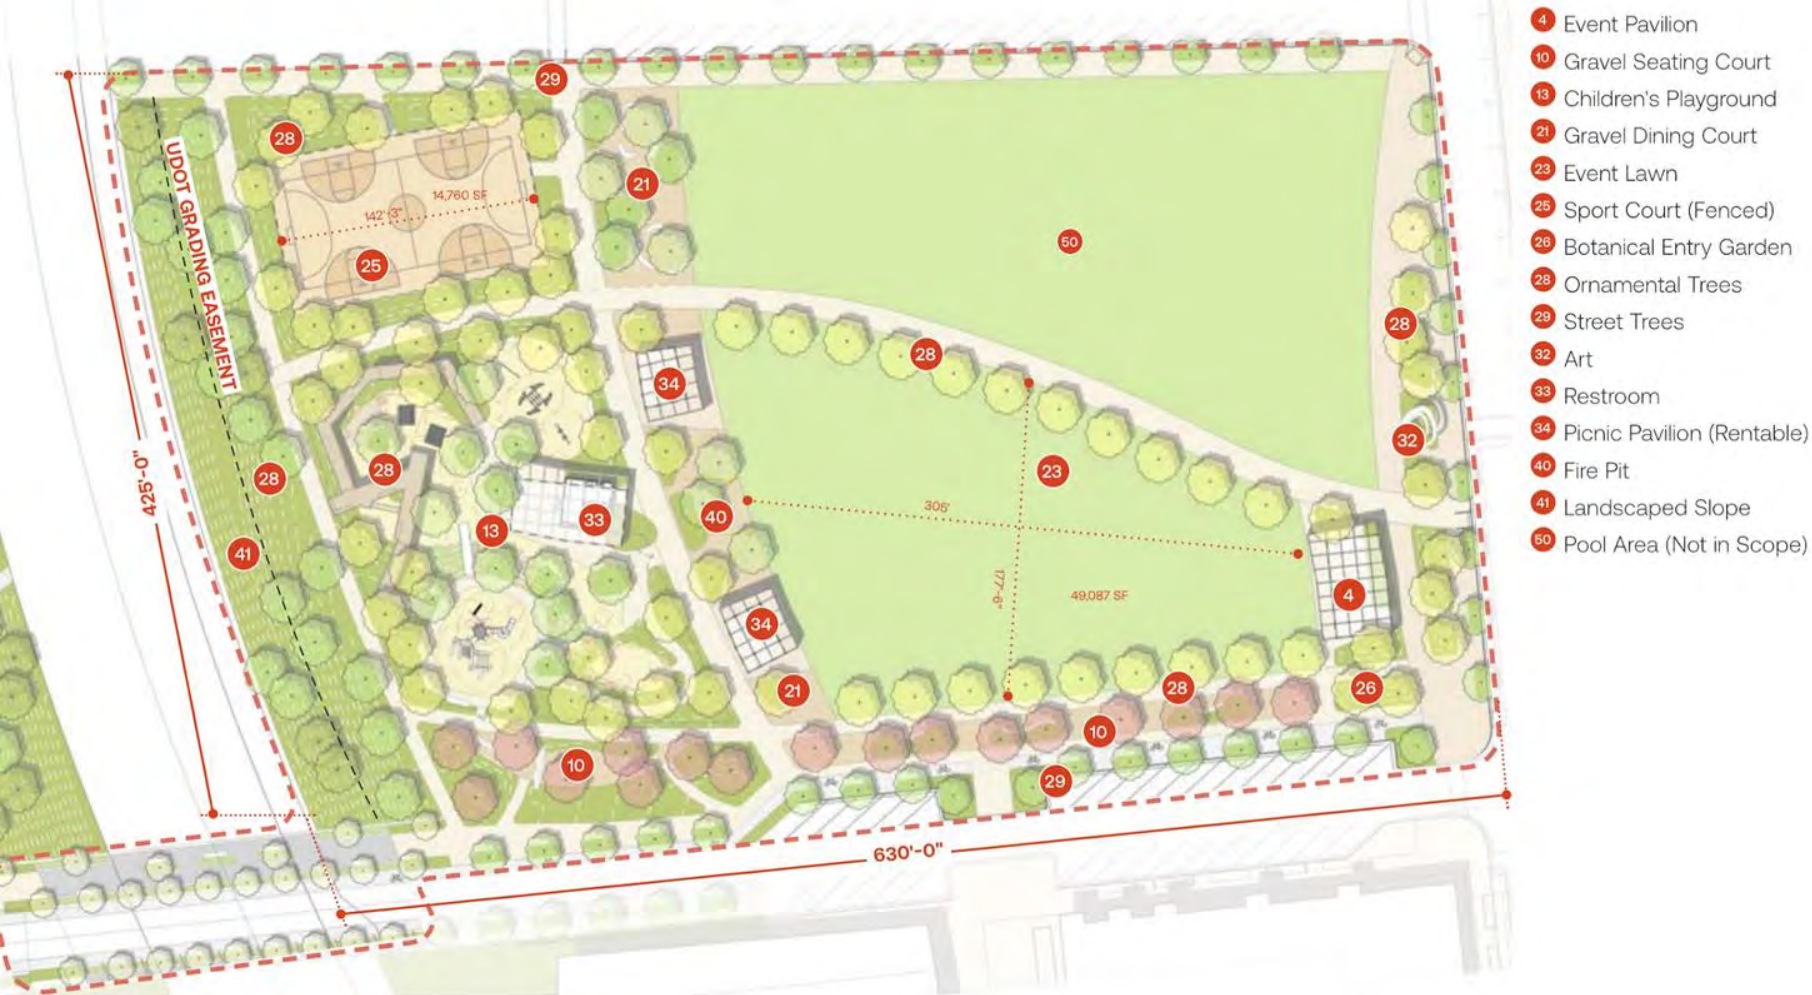 4 Event Pavilion
10 Gravel Seating Court
13 Children's Playground
21 Gravel Dining Court
23 Event Lawn
25 Sport Court (Fenced)
26 Botanical Entry Garden
28 Ornamental Trees
29 Street Trees
32 Art
33 Restroom
34 Picnic Pavilion (Rentable)
40 Fire Pit
41 Landscaped Slope
50 Pool Area (Not in Scope)
29
28
21
14,760 SF
142'-3"
25
50
UDOT GRADING EASEMENT
28
28
34
32
28
28
23
425'-0"
40
33
13
305'
41
177'-6"
49,087 SF
4
34
21
28
26
10
10
29
630'-0"